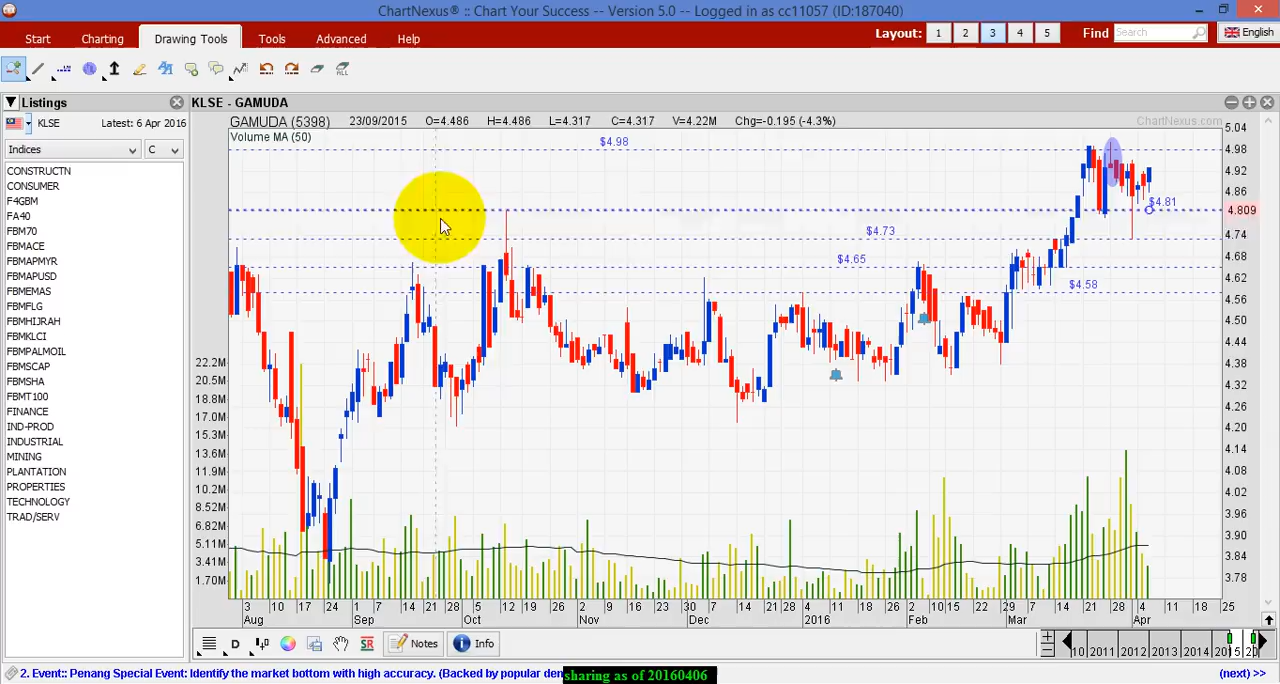 ChartNexus® :: Chart Your Success -- Version 5.0 -- Logged in as cc11057 (ID:187040)
Start Charting Drawing Tools Tools Advanced Help Layout: 1 2 3 4 5 Find Search English
Listings
KLSE Latest: 6 Apr 2016
Indices C
CONSTRUCTN
CONSUMER
F4GBM
FA40
FBM70
FBMACE
FBMAPMYR
FBMAPUSD
FBMEMAS
FBMFLG
FBMHIJRAH
FBMKLCI
FBMPALMOIL
FBMSCAP
FBMSHA
FBMT100
FINANCE
IND-PROD
INDUSTRIAL
MINING
PLANTATION
PROPERTIES
TECHNOLOGY
TRAD/SERV
KLSE - GAMUDA
GAMUDA (5398) 23/09/2015 O=4.486 H=4.486 L=4.317 C=4.317 V=4.22M Chg=-0.195 (-4.3%) ChartNexus.com
Volume MA (50)
$4.98
$4.81
$4.73
$4.65
$4.58
5.04
4.98
4.92
4.86
4.809
4.74
4.68
4.62
4.56
4.50
4.44
4.38
4.32
4.26
4.20
4.14
4.08
4.02
3.96
3.90
3.84
3.78
22.2M
20.5M
18.8M
17.0M
15.3M
13.6M
11.9M
10.2M
8.52M
6.82M
5.11M
3.41M
1.70M
3 10 17 24 1 7 14 21 28 5 12 19 26 2 9 16 23 30 7 14 21 28 4 11 18 26 2 10 15 22 29 7 14 21 28 4 11 18 25
Aug Sep Oct Nov Dec 2016 Feb Mar Apr
D SR Notes Info
10 2011 2012 2013 2014 2015 20
2. Event:: Penang Special Event: Identify the market bottom with high accuracy. (Backed by popular den
sharing as of 20160406
(next) >>